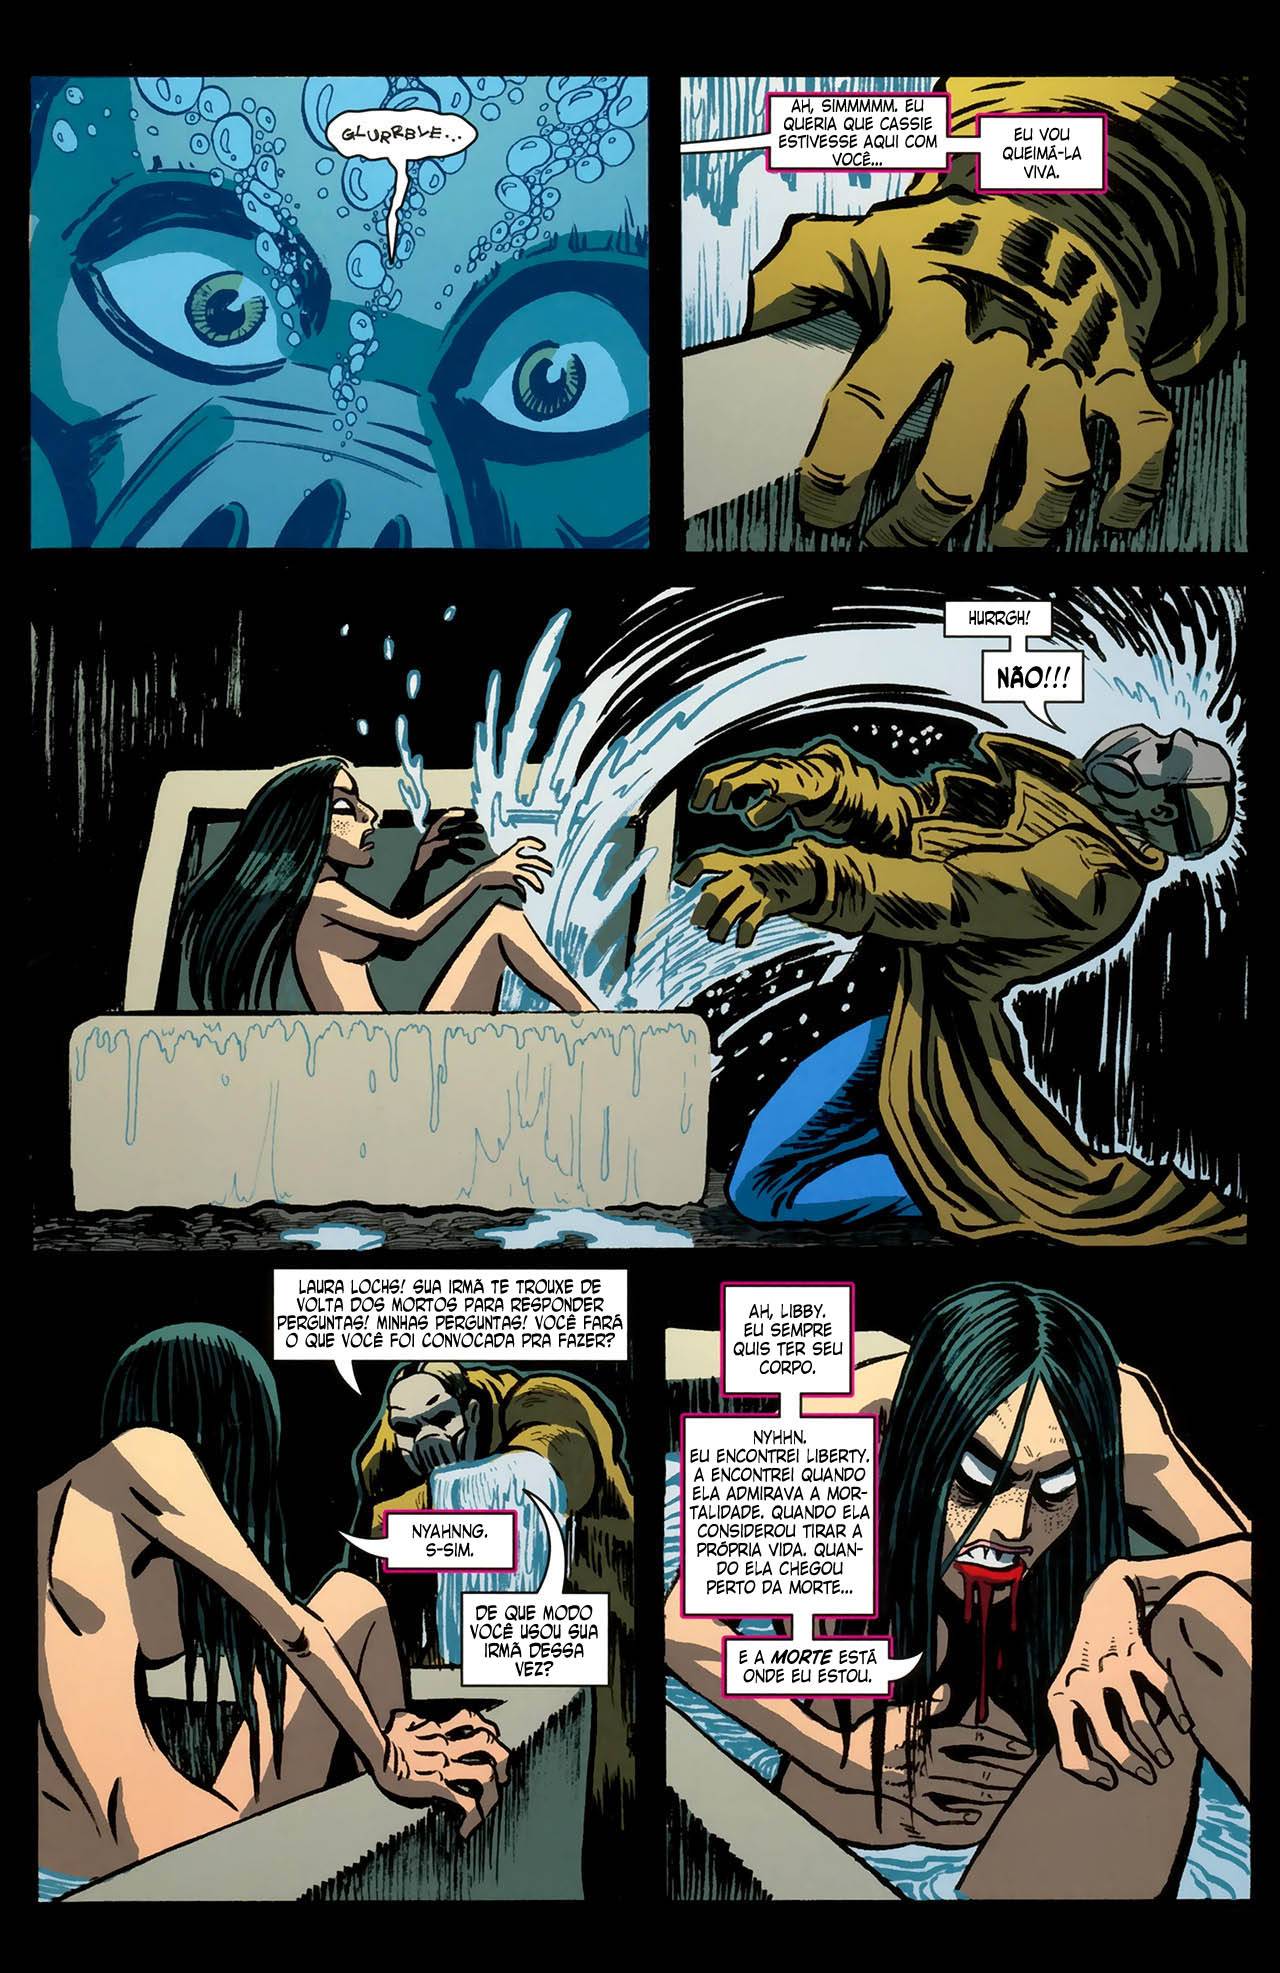 GLURRBLE...
AH, SIMMMMM. EU
QUERIA QUE CASSIE
ESTIVESSE AQUI COM
VOCÊ...
EU VOU
QUEIMÁ-LA
VIVA.
HURRGH!
NÃO!!!
LAURA LOCHS! SUA IRMÃ TE TROUXE DE
VOLTA DOS MORTOS PARA RESPONDER
PERGUNTAS! MINHAS PERGUNTAS! VOCÊ FARÁ
O QUE VOCÊ FOI CONVOCADA PRA FAZER?
NYAHNNG.
S-SIM.
DE QUE MODO
VOCÊ USOU SUA
IRMÃ DESSA
VEZ?
AH, LIBBY.
EU SEMPRE
QUIS TER SEU
CORPO.
NYHHN.
EU ENCONTREI LIBERTY.
A ENCONTREI QUANDO
ELA ADMIRAVA A MOR-
TALIDADE. QUANDO ELA
CONSIDEROU TIRAR A
PRÓPRIA VIDA. QUAN-
DO ELA CHEGOU
PERTO DA MORTE...
E A MORTE ESTÁ
ONDE EU ESTOU.